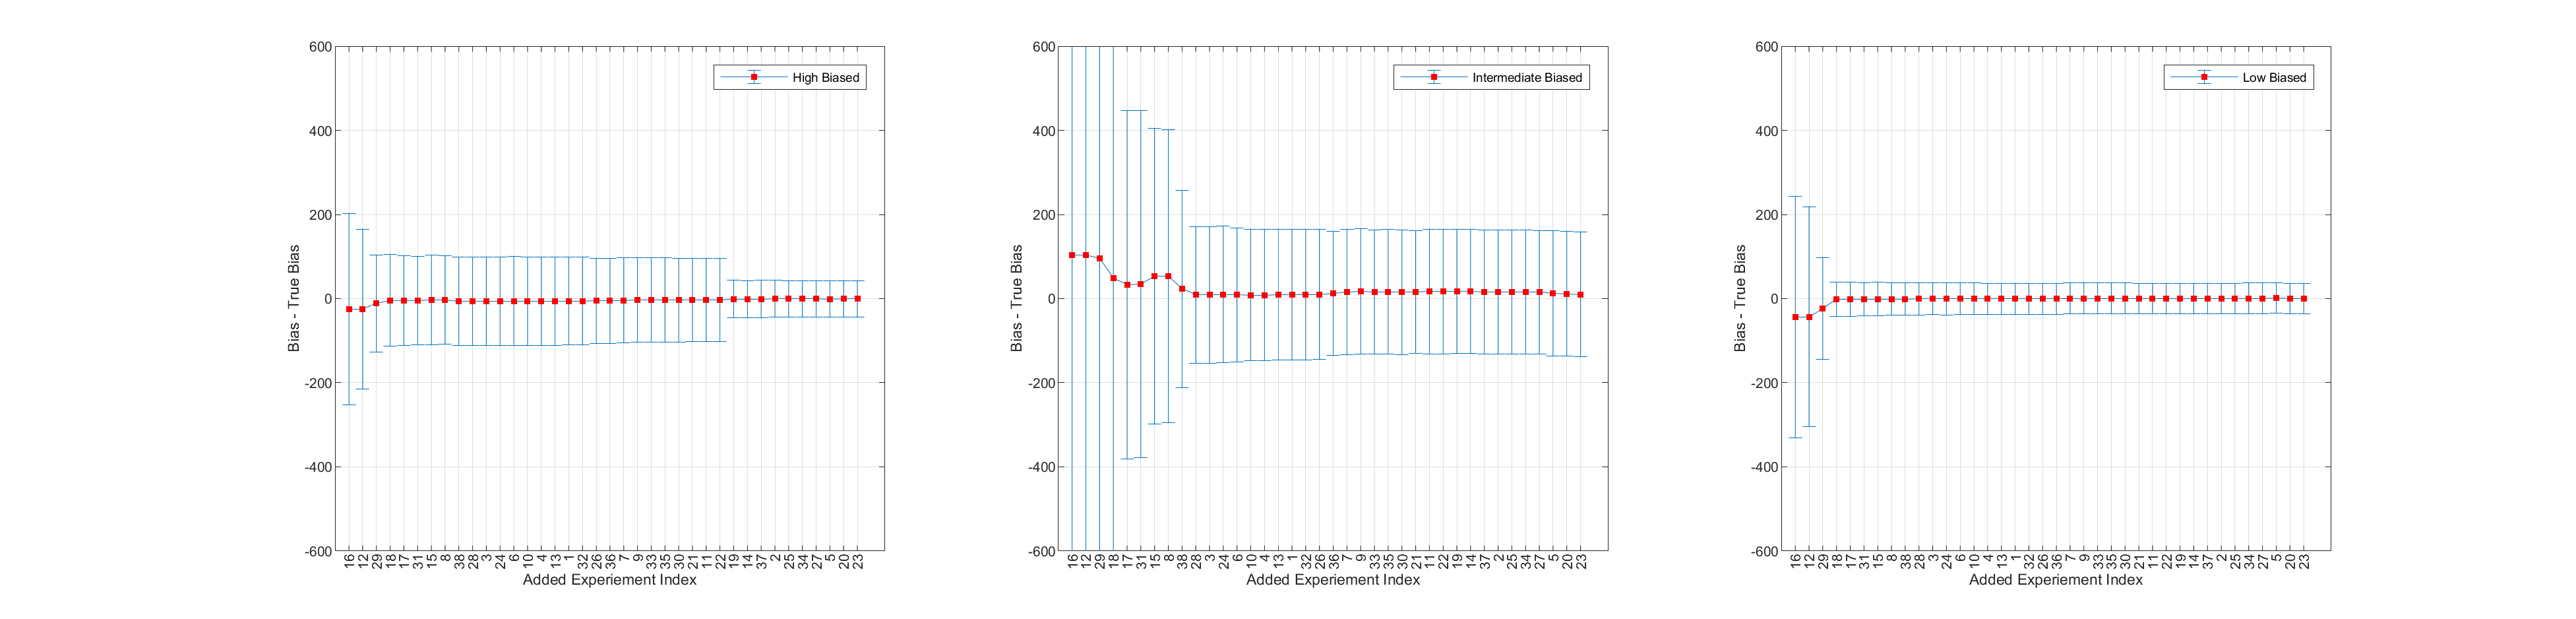 600
400
200
0
-200
-400
-600
Bias - True Bias
High Biased
16 12 29 18 17 31 15 8 38 28 3 24 6 10 4 13 1 32 26 36 7 9 33 35 30 21 11 22 19 14 37 2 25 34 27 5 20 23
Added Experiement Index
600
400
200
0
-200
-400
-600
Bias - True Bias
Intermediate Biased
16 12 29 18 17 31 15 8 38 28 3 24 6 10 4 13 1 32 26 36 7 9 33 35 30 21 11 22 19 14 37 2 25 34 27 5 20 23
Added Experiement Index
600
400
200
0
-200
-400
-600
Bias - True Bias
Low Biased
16 12 29 18 17 31 15 8 38 28 3 24 6 10 4 13 1 32 26 36 7 9 33 35 30 21 11 22 19 14 37 2 25 34 27 5 20 23
Added Experiement Index